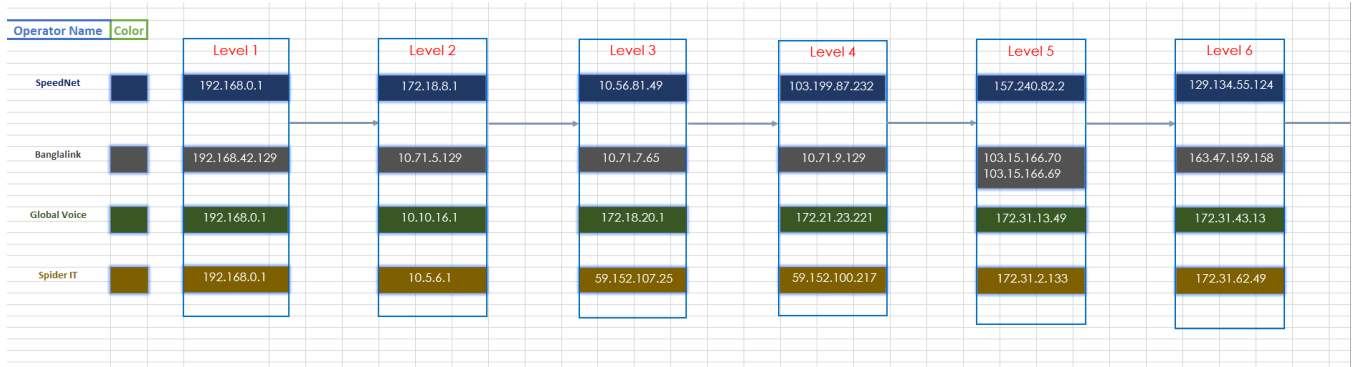 Operator Name Color
Level 1 Level 2 Level 3 Level 4 Level 5 Level 6
SpeedNet 192.168.0.1 172.18.8.1 10.56.81.49 103.199.87.232 157.240.82.2 129.134.55.124
Banglalink 192.168.42.129 10.71.5.129 10.71.7.65 10.71.9.129 103.15.166.70 163.47.159.158
103.15.166.69
Global Voice 192.168.0.1 10.10.16.1 172.18.20.1 172.21.23.221 172.31.13.49 172.31.43.13
Spider IT 192.168.0.1 10.5.6.1 59.152.107.25 59.152.100.217 172.31.2.133 172.31.62.49